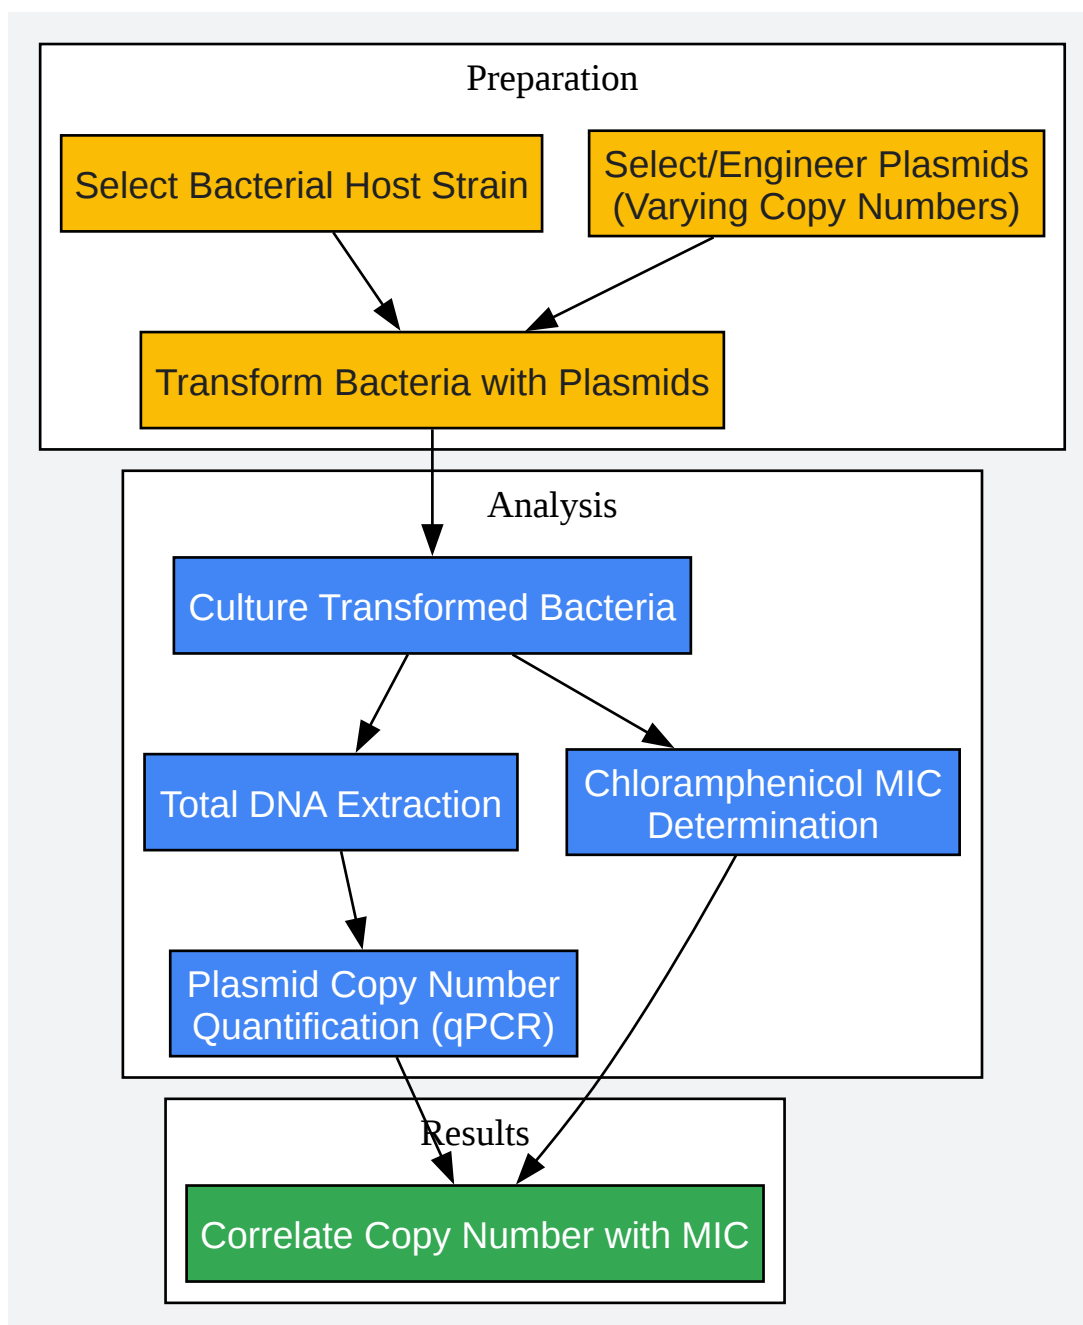 Preparation
Select Bacterial Host Strain
Select/Engineer Plasmids
(Varying Copy Numbers)
Transform Bacteria with Plasmids
Analysis
Culture Transformed Bacteria
Total DNA Extraction
Chloramphenicol MIC
Determination
Plasmid Copy Number
Quantification (qPCR)
Results
Correlate Copy Number with MIC